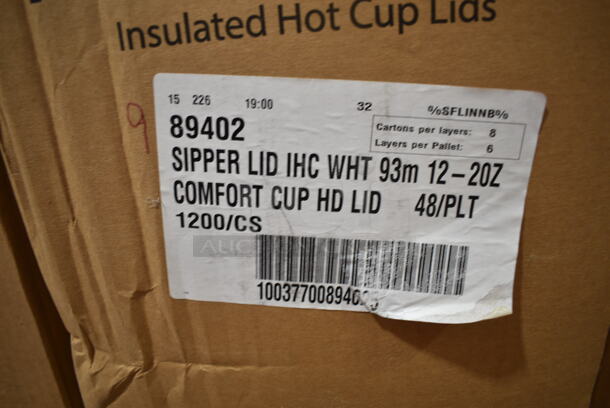 Insulated Hot Cup Lids
15 226 19:00 32 %SFLINNB%
9
89402
Cartons per layers: 8
Layers per Pallet: 6
SIPPER LID IHC WHT 93m 12-20Z
COMFORT CUP HD LID 48/PLT
1200/CS